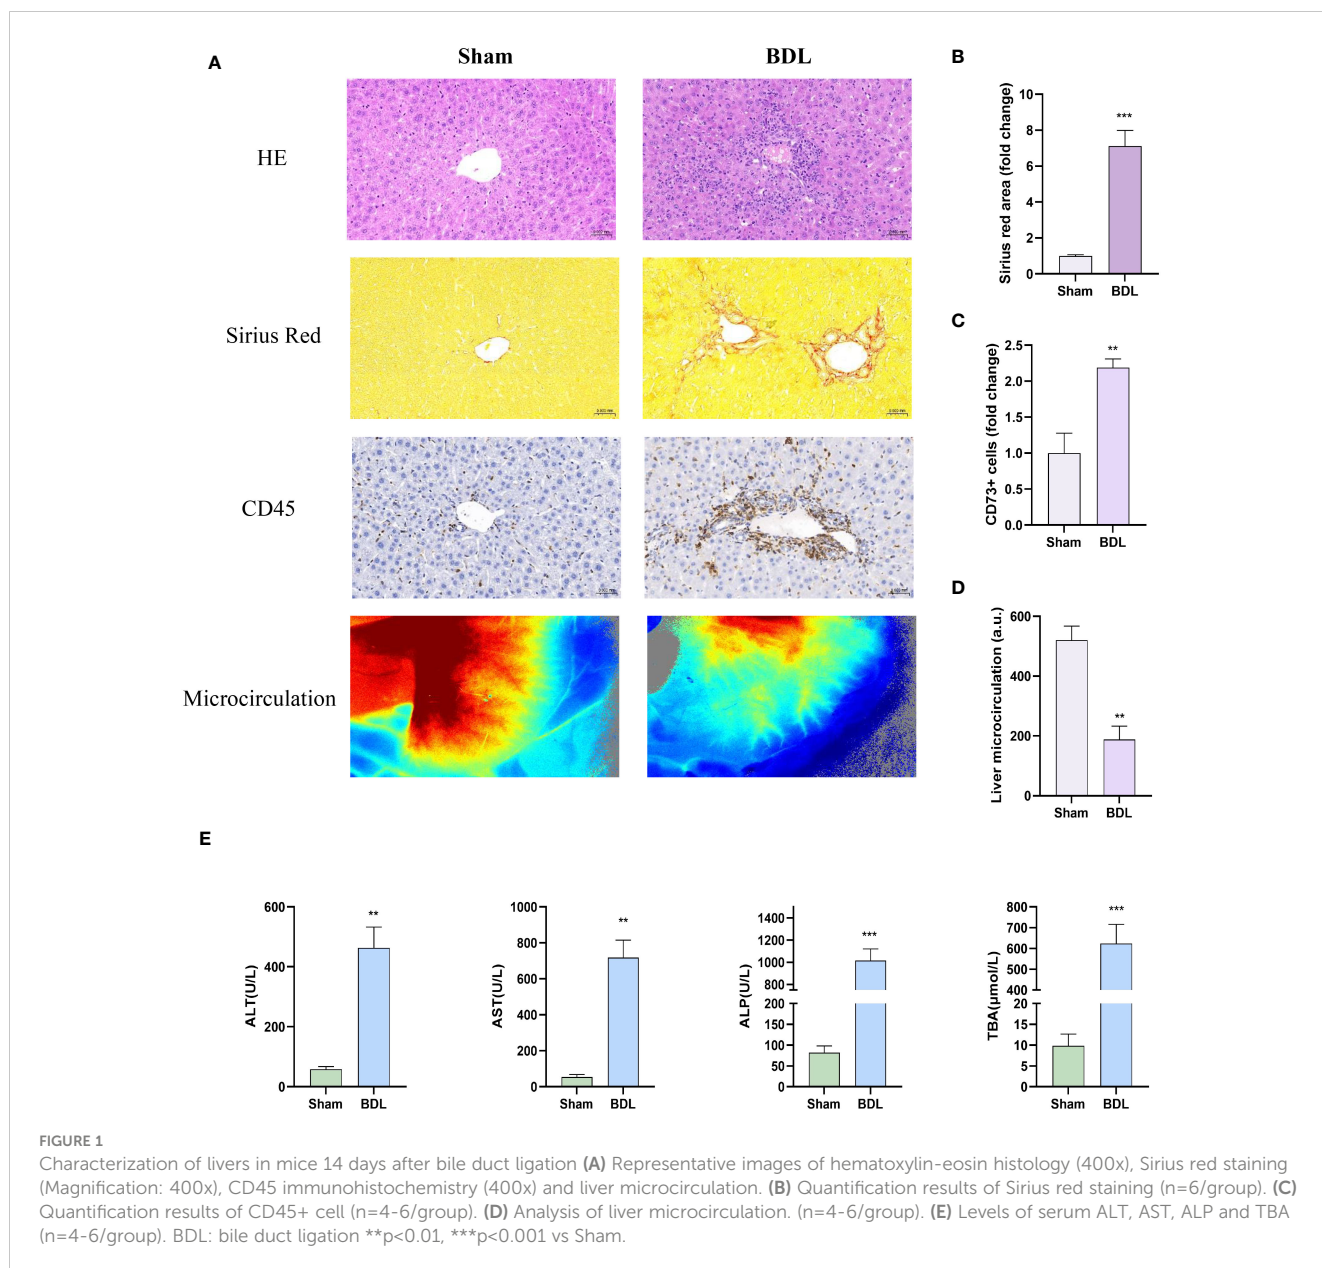 A
Sham
BDL
HE
Sirius Red
CD45
Microcirculation
B
Sirius red area (fold change)
10
8
6
4
2
0
***
Sham
BDL
C
CD73+ cells (fold change)
2.5
2.0
1.5
1.0
0.5
0.0
**
Sham
BDL
D
Liver microcirculation (a.u.)
600
400
200
0
**
Sham
BDL
E
ALT(U/L)
600
400
200
0
**
Sham
BDL
AST(U/L)
1000
800
600
400
200
0
**
Sham
BDL
ALP(U/L)
1400
1200
1000
800
200
150
100
50
0
***
Sham
BDL
TBA(μmol/L)
800
700
600
500
400
20
15
10
5
0
***
Sham
BDL
FIGURE 1
Characterization of livers in mice 14 days after bile duct ligation (A) Representative images of hematoxylin-eosin histology (400x), Sirius red staining
(Magnification: 400x), CD45 immunohistochemistry (400x) and liver microcirculation. (B) Quantification results of Sirius red staining (n=6/group). (C)
Quantification results of CD45+ cell (n=4-6/group). (D) Analysis of liver microcirculation. (n=4-6/group). (E) Levels of serum ALT, AST, ALP and TBA
(n=4-6/group). BDL: bile duct ligation **p<0.01, ***p<0.001 vs Sham.